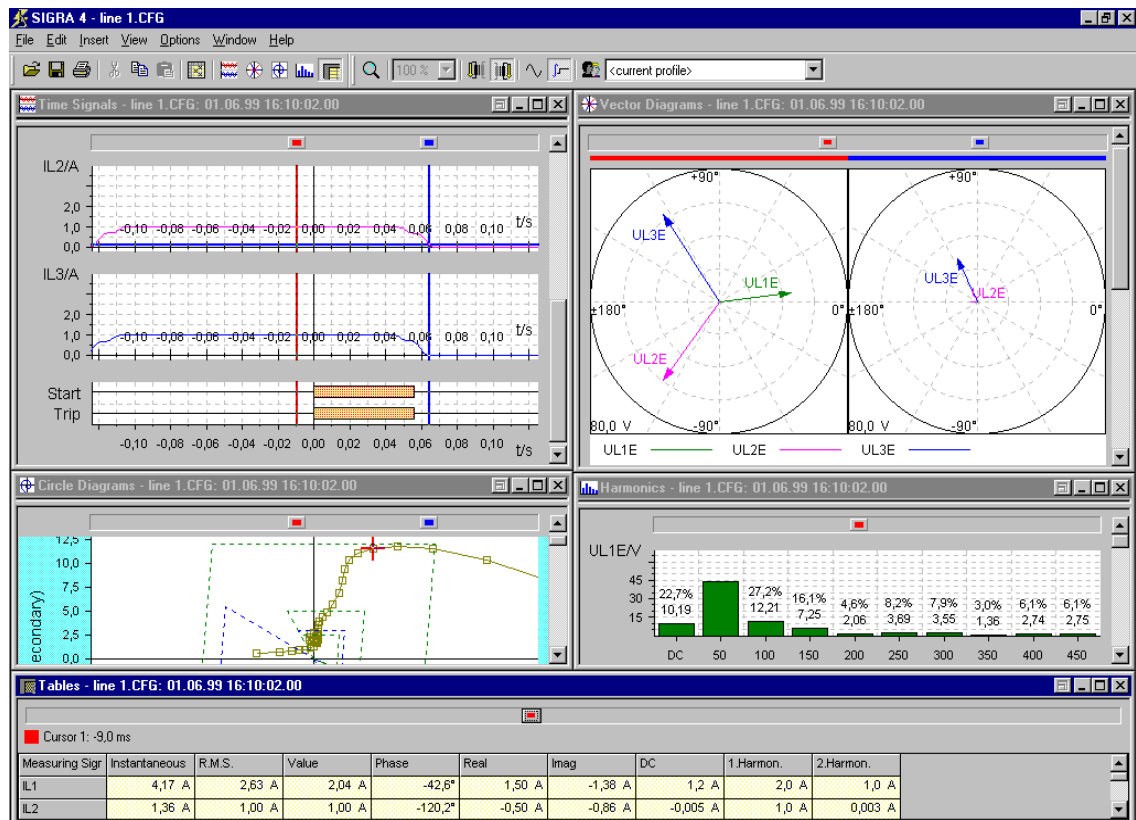 SIGRA 4 - line 1.CFG
File Edit Insert View Options Window Help
100 % <current profile>
Time Signals - line 1.CFG: 01.06.99 16:10:02.00
IL2/A
2,0
1,0
0,0
-0,10 -0,08 -0,06 -0,04 -0,02 0,00 0,02 0,04 0,06 0,08 0,10 t/s
IL3/A
2,0
1,0
0,0
-0,10 -0,08 -0,06 -0,04 -0,02 0,00 0,02 0,04 0,06 0,08 0,10 t/s
Start
Trip
-0,10 -0,08 -0,06 -0,04 -0,02 0,00 0,02 0,04 0,06 0,08 0,10 t/s
Vector Diagrams - line 1.CFG: 01.06.99 16:10:02.00
+90° +90°
UL3E UL1E UL3E UL2E
±180° 0° ±180° 0°
UL2E
80,0 V -90° 80,0 V -90°
UL1E UL2E UL3E
Circle Diagrams - line 1.CFG: 01.06.99 16:10:02.00
12,5
10,0
7,5
5,0
2,5
0,0
econdary)
Harmonics - line 1.CFG: 01.06.99 16:10:02.00
UL1E/V
45
30
15
22,7% 27,2% 16,1% 4,6% 8,2% 7,9% 3,0% 6,1% 6,1%
10,19 12,21 7,25 2,06 3,69 3,55 1,36 2,74 2,75
DC 50 100 150 200 250 300 350 400 450
Tables - line 1.CFG: 01.06.99 16:10:02.00
Cursor 1: -9,0 ms
Measuring Sigr Instantaneous R.M.S. Value Phase Real Imag DC 1.Harmon. 2.Harmon.
IL1 4,17 A 2,63 A 2,04 A -42,6° 1,50 A -1,38 A 1,2 A 2,0 A 1,0 A
IL2 1,36 A 1,00 A 1,00 A -120,2° -0,50 A -0,86 A -0,005 A 1,0 A 0,003 A